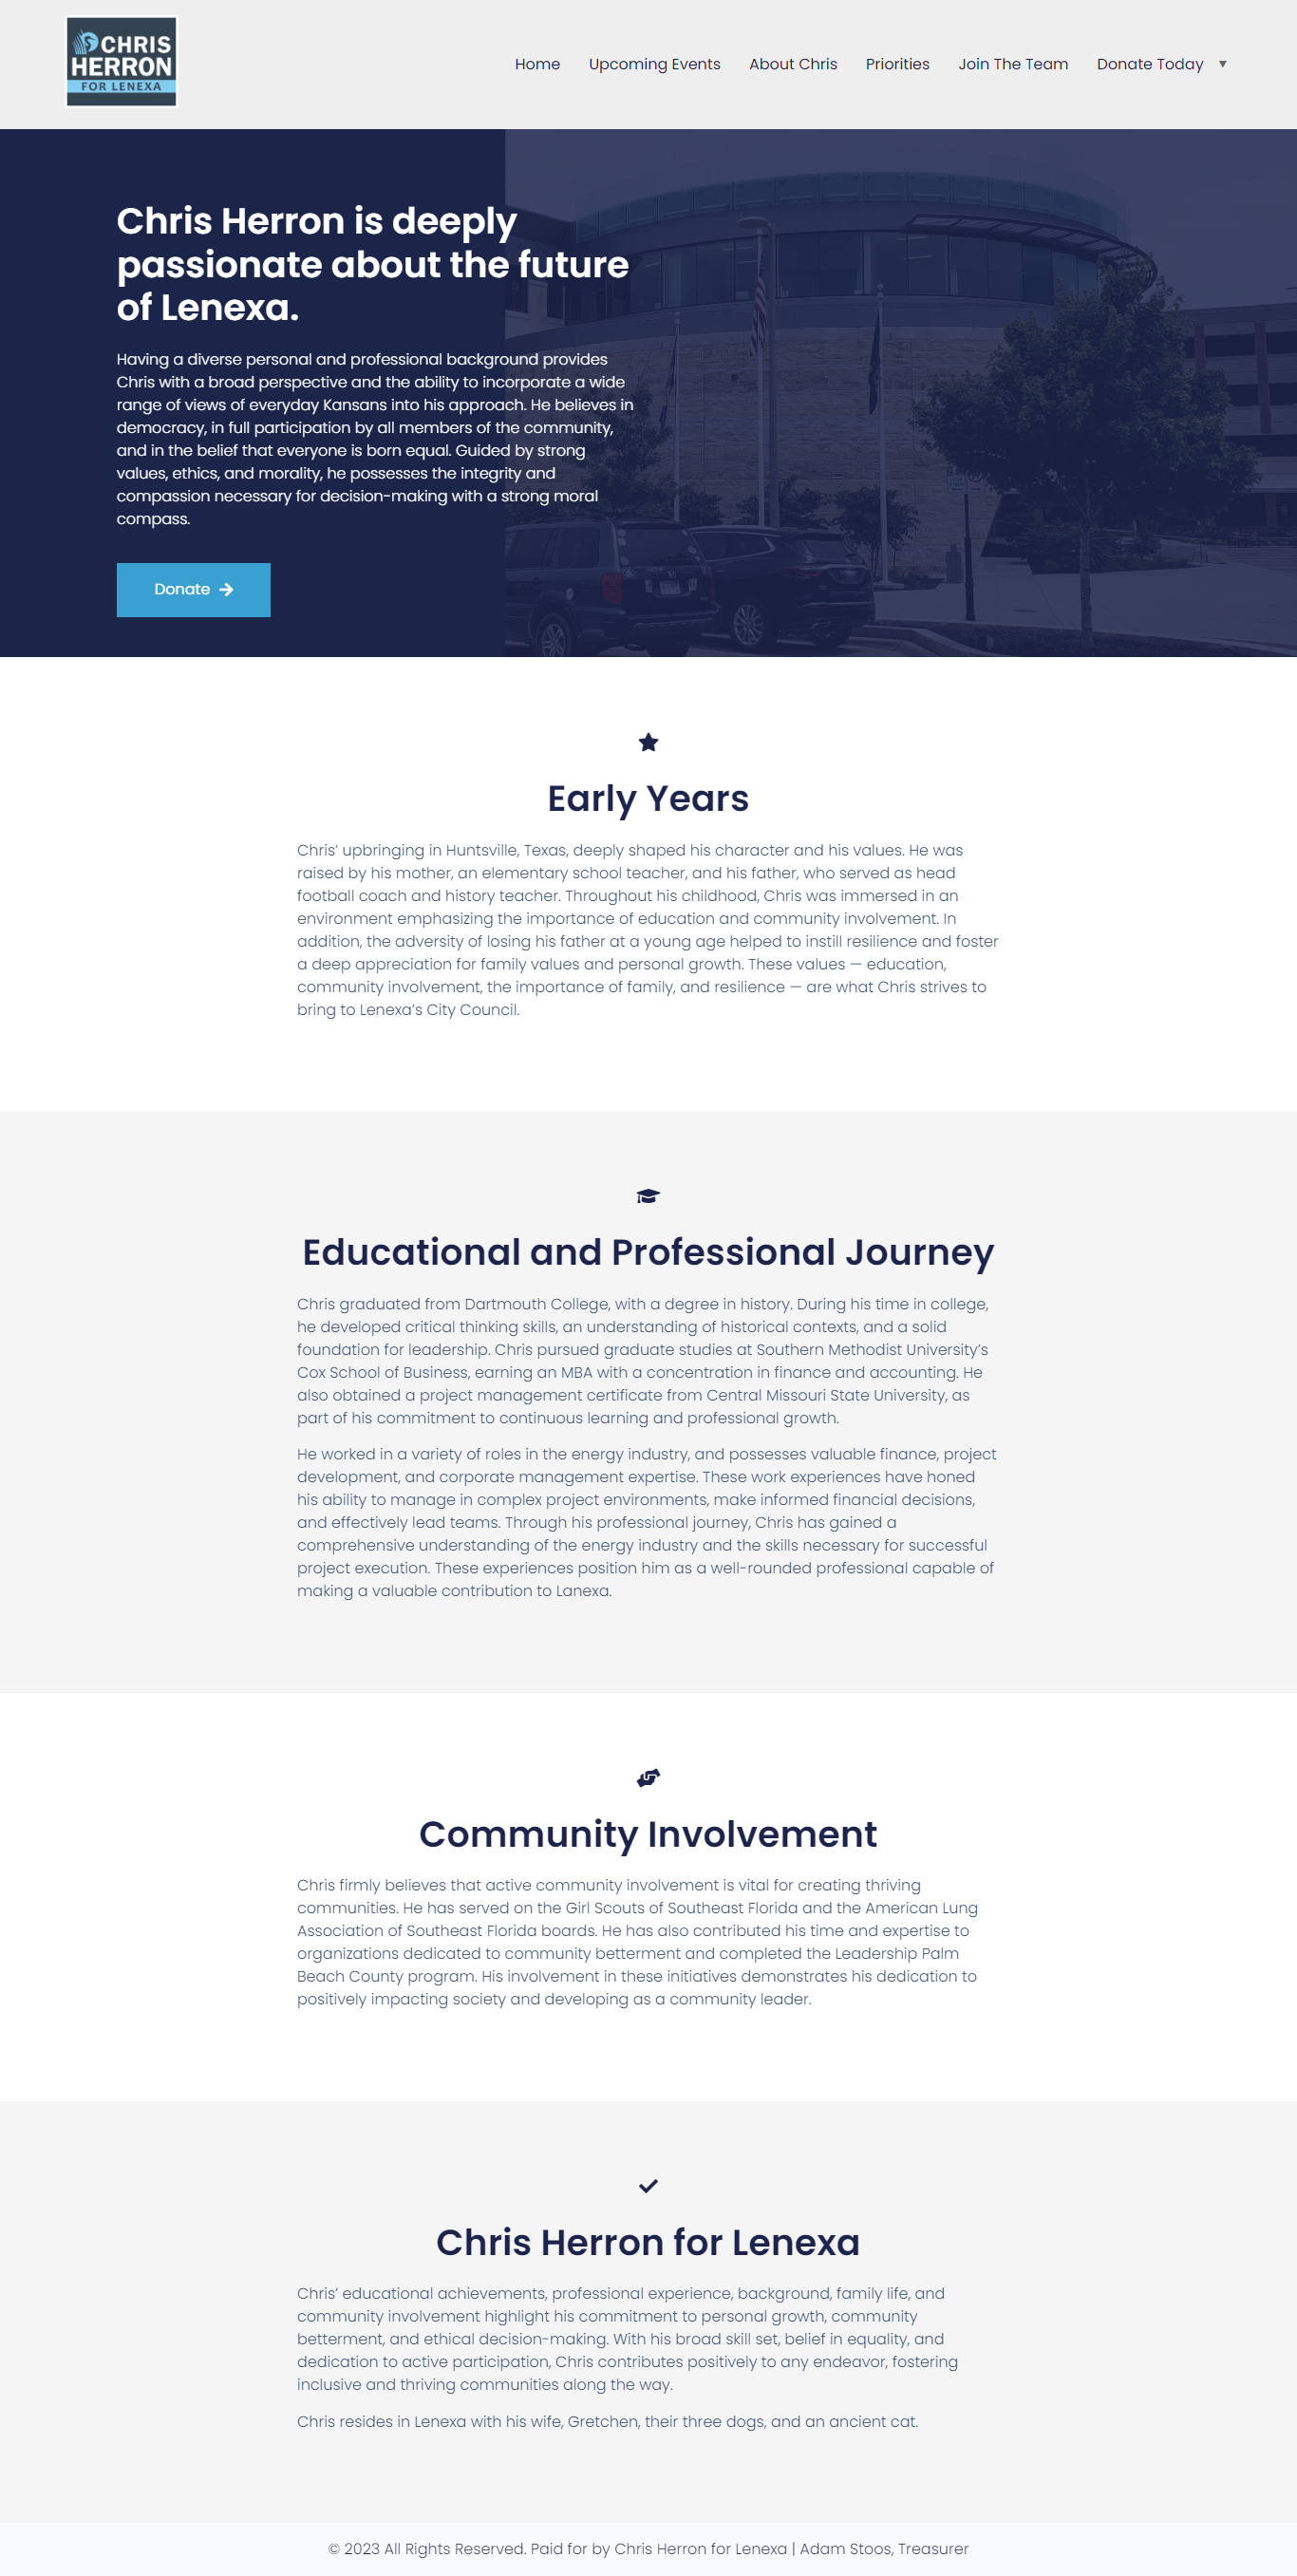 CHRIS
HERRON
FOR LENEXA
Home Upcoming Events About Chris Priorities Join The Team Donate Today
Chris Herron is deeply
passionate about the future
of Lenexa.
Having a diverse personal and professional background provides
Chris with a broad perspective and the ability to incorporate a wide
range of views of everyday Kansans into his approach. He believes in
democracy, in full participation by all members of the community,
and in the belief that everyone is born equal. Guided by strong
values, ethics, and morality, he possesses the integrity and
compassion necessary for decision-making with a strong moral
compass.
Donate
Early Years
Chris’ upbringing in Huntsville, Texas, deeply shaped his character and his values. He was
raised by his mother, an elementary school teacher, and his father, who served as head
football coach and history teacher. Throughout his childhood, Chris was immersed in an
environment emphasizing the importance of education and community involvement. In
addition, the adversity of losing his father at a young age helped to instill resilience and foster
a deep appreciation for family values and personal growth. These values — education,
community involvement, the importance of family, and resilience — are what Chris strives to
bring to Lenexa’s City Council.
Educational and Professional Journey
Chris graduated from Dartmouth College, with a degree in history. During his time in college,
he developed critical thinking skills, an understanding of historical contexts, and a solid
foundation for leadership. Chris pursued graduate studies at Southern Methodist University’s
Cox School of Business, earning an MBA with a concentration in finance and accounting. He
also obtained a project management certificate from Central Missouri State University, as
part of his commitment to continuous learning and professional growth.
He worked in a variety of roles in the energy industry, and possesses valuable finance, project
development, and corporate management expertise. These work experiences have honed
his ability to manage in complex project environments, make informed financial decisions,
and effectively lead teams. Through his professional journey, Chris has gained a
comprehensive understanding of the energy industry and the skills necessary for successful
project execution. These experiences position him as a well-rounded professional capable of
making a valuable contribution to Lanexa.
Community Involvement
Chris firmly believes that active community involvement is vital for creating thriving
communities. He has served on the Girl Scouts of Southeast Florida and the American Lung
Association of Southeast Florida boards. He has also contributed his time and expertise to
organizations dedicated to community betterment and completed the Leadership Palm
Beach County program. His involvement in these initiatives demonstrates his dedication to
positively impacting society and developing as a community leader.
Chris Herron for Lenexa
Chris’ educational achievements, professional experience, background, family life, and
community involvement highlight his commitment to personal growth, community
betterment, and ethical decision-making. With his broad skill set, belief in equality, and
dedication to active participation, Chris contributes positively to any endeavor, fostering
inclusive and thriving communities along the way.
Chris resides in Lenexa with his wife, Gretchen, their three dogs, and an ancient cat.
© 2023 All Rights Reserved. Paid for by Chris Herron for Lenexa | Adam Stoos, Treasurer